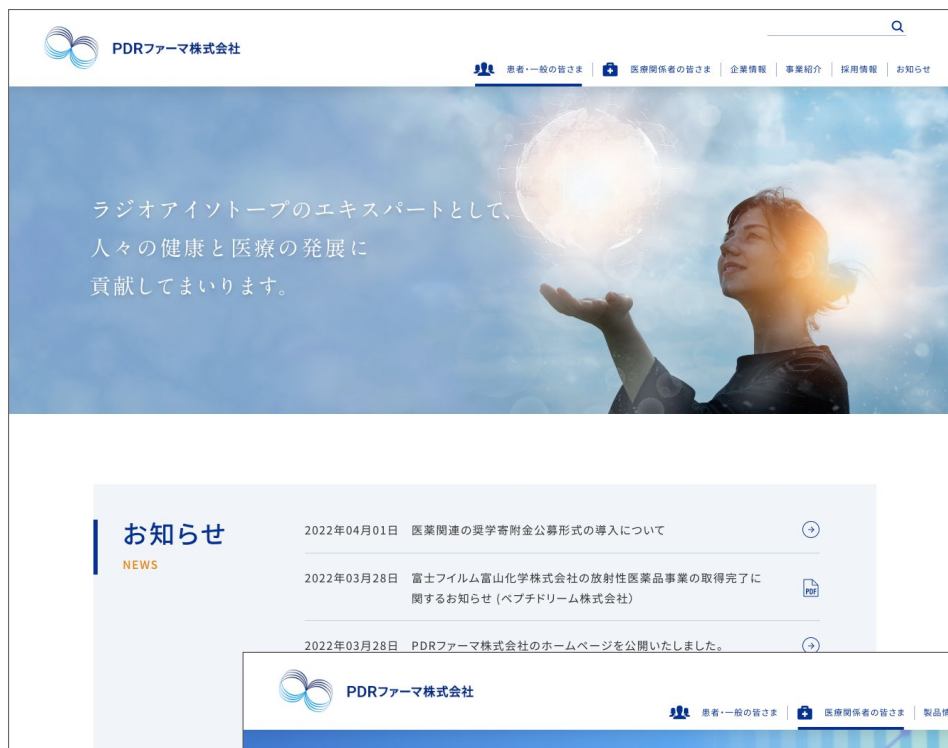 PDRファーマ株式会社
患者・一般の皆さま
医療関係者の皆さま
企業情報
事業紹介
採用情報
お知らせ
ラジオアイソトープのエキスパートとして、
人々の健康と医療の発展に
貢献してまいります。
お知らせ
NEWS
2022年04月01日 医薬関連の奨学寄附金公募形式の導入について
2022年03月28日 富士フイルム富山化学株式会社の放射性医薬品事業の取得完了に
関するお知らせ (ペプチドリーム株式会社)
PDF
2022年03月28日 PDRファーマ株式会社のホームページを公開いたしました。
PDRファーマ株式会社
患者・一般の皆さま
医療関係者の皆さま
製品情